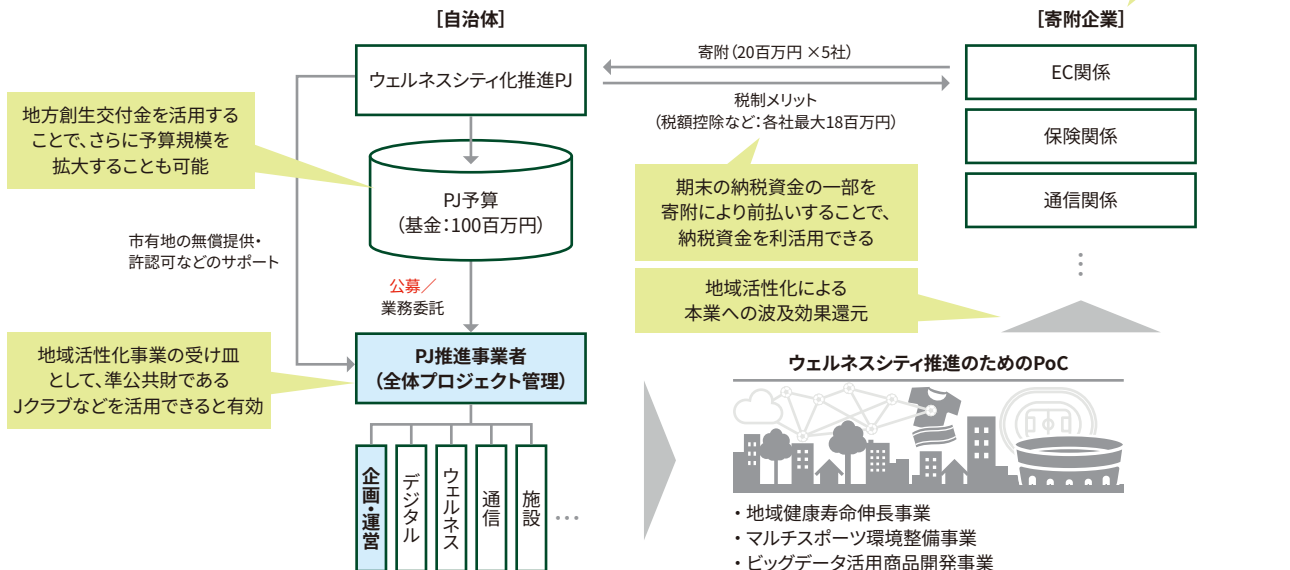 [自治体]
ウェルネスシティ化推進PJ
地方創生交付金を活用する
ことで、さらに予算規模を
拡大することも可能
PJ予算
（基金：100百万円）
市有地の無償提供・
許認可などのサポート
公募／
業務委託
地域活性化事業の受け皿
として、準公共財である
Jクラブなどを活用できると有効
PJ推進事業者
（全体プロジェクト管理）
企画・運営
デジタル
ウェルネス
通信
施設
…
寄附（20百万円 ×5社）
税制メリット
（税額控除など：各社最大18百万円）
期末の納税資金の一部を
寄附により前払いすることで、
納税資金を利活用できる
地域活性化による
本業への波及効果還元
[寄附企業]
EC関係
保険関係
通信関係
…
ウェルネスシティ推進のためのPoC
・地域健康寿命伸長事業
・マルチスポーツ環境整備事業
・ビッグデータ活用商品開発事業